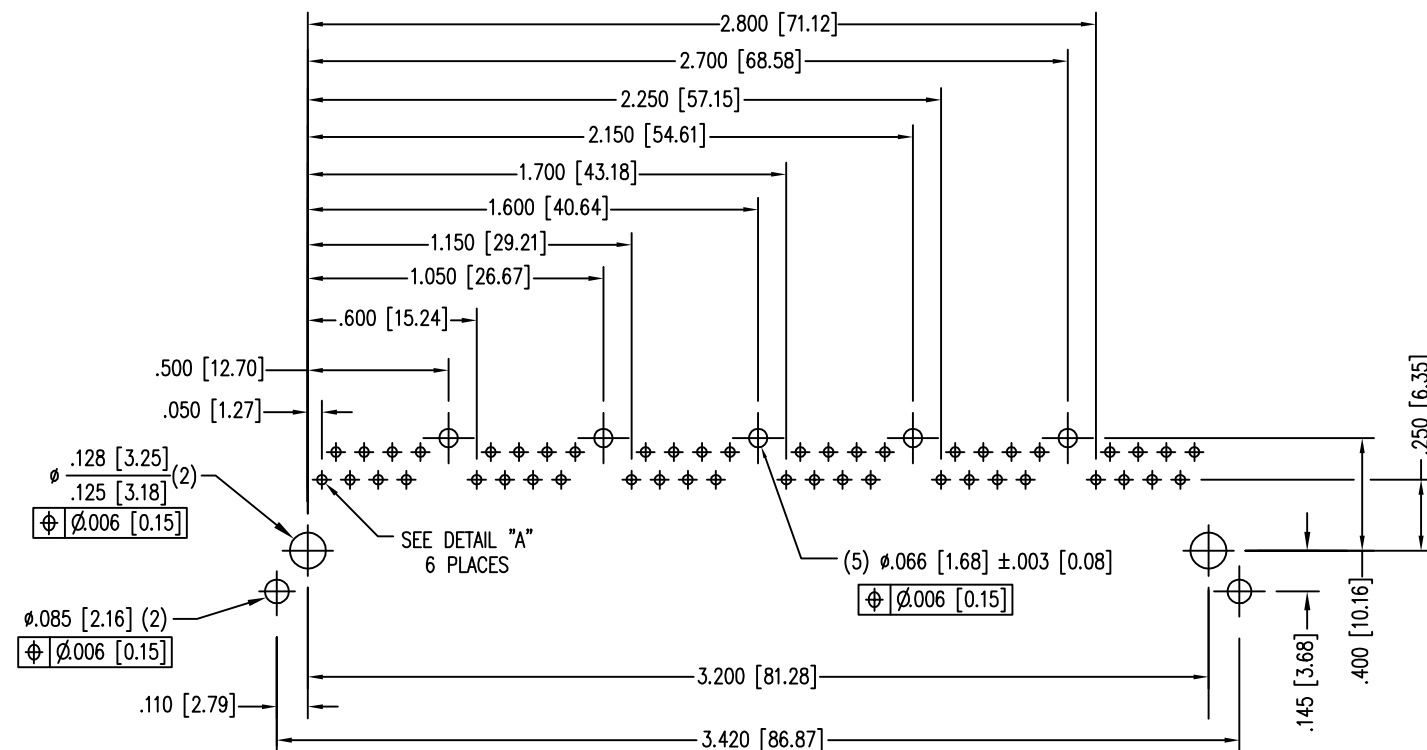 2.800 [71.12]
2.700 [68.58]
2.250 [57.15]
2.150 [54.61]
1.700 [43.18]
1.600 [40.64]
1.150 [29.21]
1.050 [26.67]
.600 [15.24]
.500 [12.70]
.050 [1.27]
.250 [6.35]
ø .128 [3.25] (2)
.125 [3.18]
⌖ Ø.006 [0.15]
SEE DETAIL "A"
6 PLACES
(5) ø.066 [1.68] ±.003 [0.08]
⌖ Ø.006 [0.15]
ø.085 [2.16] (2)
⌖ Ø.006 [0.15]
.400 [10.16]
.145 [3.68]
3.200 [81.28]
.110 [2.79]
3.420 [86.87]